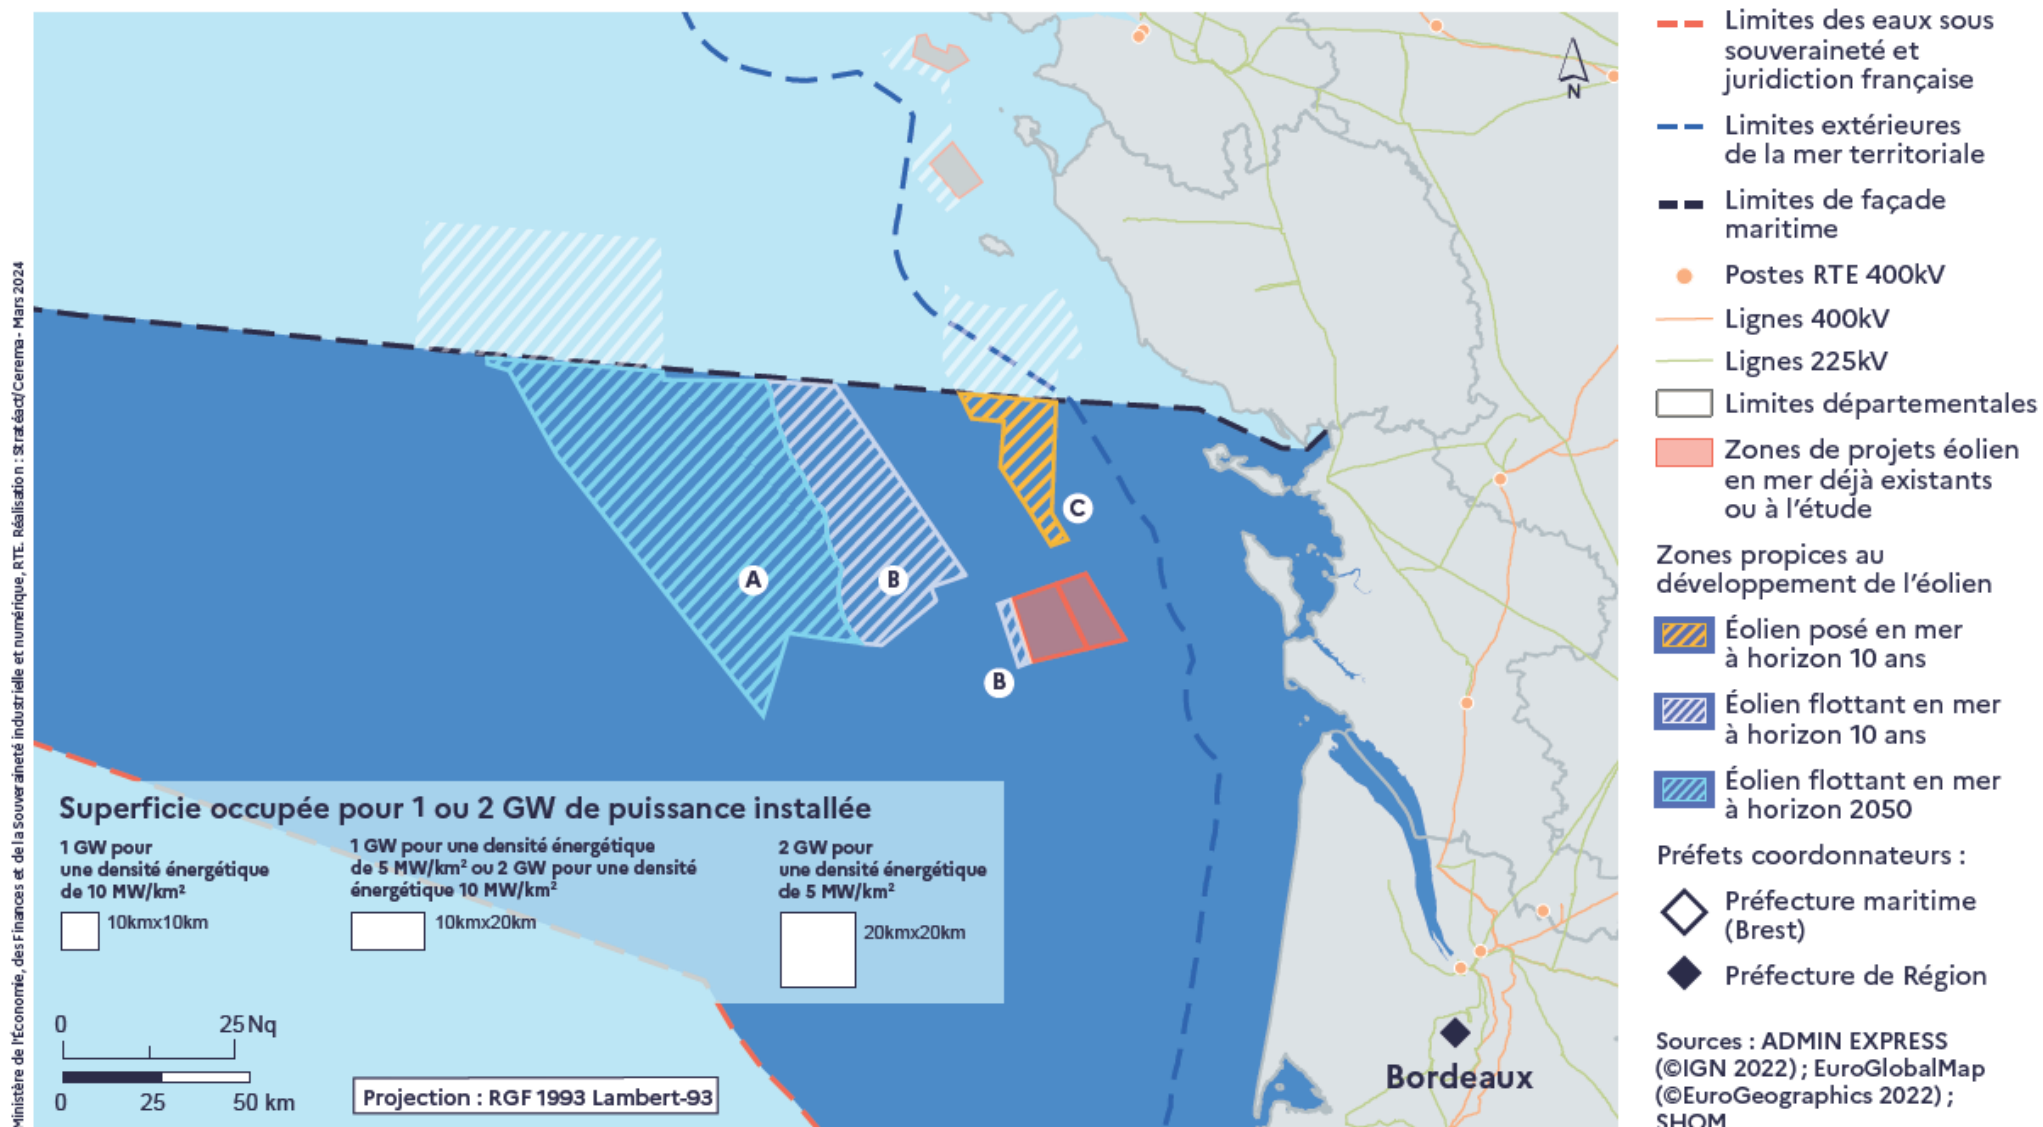 Ministère de l'Économie, des Finances et de la Souveraineté industrielle et numérique, RTE. Réalisation : Stratéact/Cerema - Mars 2024
N
A
B
C
B
Superficie occupée pour 1 ou 2 GW de puissance installée
1 GW pour
une densité énergétique
de 10 MW/km²
10kmx10km
1 GW pour une densité énergétique
de 5 MW/km² ou 2 GW pour une densité
énergétique 10 MW/km²
10kmx20km
2 GW pour
une densité énergétique
de 5 MW/km²
20kmx20km
0 25 Nq
0 25 50 km
Projection : RGF 1993 Lambert-93
Bordeaux
Limites des eaux sous
souveraineté et
juridiction française
Limites extérieures
de la mer territoriale
Limites de façade
maritime
Postes RTE 400kV
Lignes 400kV
Lignes 225kV
Limites départementales
Zones de projets éolien
en mer déjà existants
ou à l'étude
Zones propices au
développement de l'éolien
Éolien posé en mer
à horizon 10 ans
Éolien flottant en mer
à horizon 10 ans
Éolien flottant en mer
à horizon 2050
Préfets coordonnateurs :
Préfecture maritime
(Brest)
Préfecture de Région
Sources : ADMIN EXPRESS
(©IGN 2022) ; EuroGlobalMap
(©EuroGeographics 2022) ;
SHOM